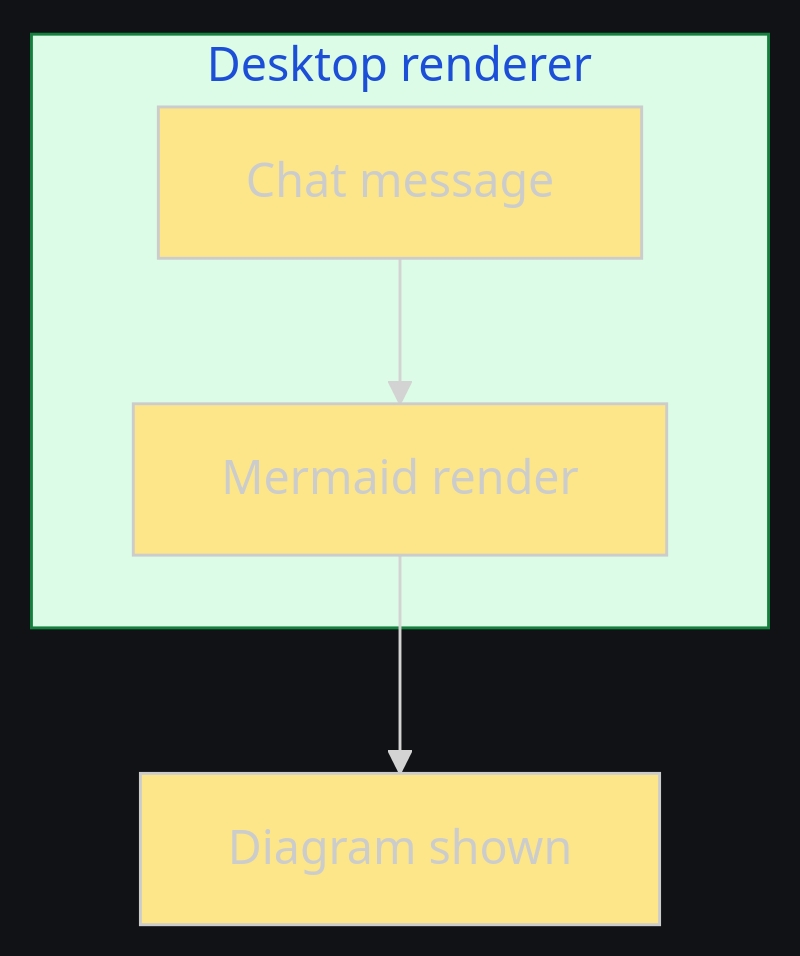 Desktop renderer
Chat message
Mermaid render
Diagram shown